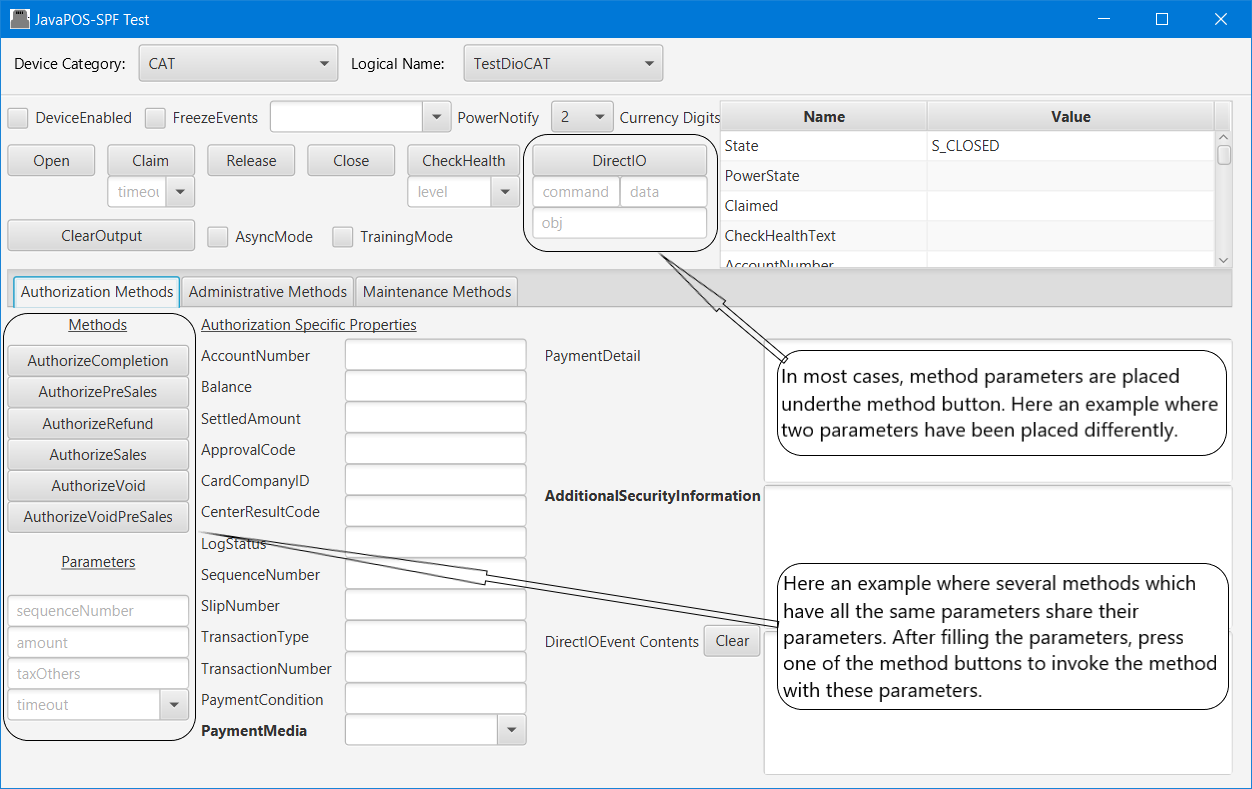 JavaPOS-SPF Test
Device Category: CAT Logical Name: TestDioCAT
DeviceEnabled FreezeEvents PowerNotify 2 Currency Digits
Open Claim Release Close CheckHealth DirectIO
level command data
obj
ClearOutput AsyncMode TrainingMode
Name Value
State S_CLOSED
PowerState
Claimed
CheckHealthText
AccountNumber
Authorization Methods Administrative Methods Maintenance Methods
Methods
AuthorizeCompletion
AuthorizePreSales
AuthorizeRefund
AuthorizeSales
AuthorizeVoid
AuthorizeVoidPreSales
Parameters
sequenceNumber
amount
taxOthers
timeout
Authorization Specific Properties
AccountNumber
Balance
SettledAmount
ApprovalCode
CardCompanyID
CenterResultCode
LogStatus
SequenceNumber
SlipNumber
TransactionType
TransactionNumber
PaymentCondition
PaymentMedia
PaymentDetail
In most cases, method parameters are placed
underthe method button. Here an example where
two parameters have been placed differently.
AdditionalSecurityInformation
DirectIOEvent Contents Clear
Here an example where several methods which
have all the same parameters share their
parameters. After filling the parameters, press
one of the method buttons to invoke the method
with these parameters.